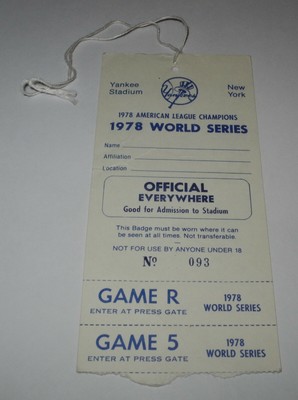 Yankee Stadium
New York
Yankees
1978 AMERICAN LEAGUE CHAMPIONS
1978 WORLD SERIES
Name
Affiliation
Location
OFFICIAL
EVERYWHERE
Good for Admission to Stadium
This Badge must be worn where it can
be seen at all times. Not transferable.
NOT FOR USE BY ANYONE UNDER 18
No 093
GAME R
ENTER AT PRESS GATE
1978
WORLD SERIES
GAME 5
ENTER AT PRESS GATE
1978
WORLD SERIES